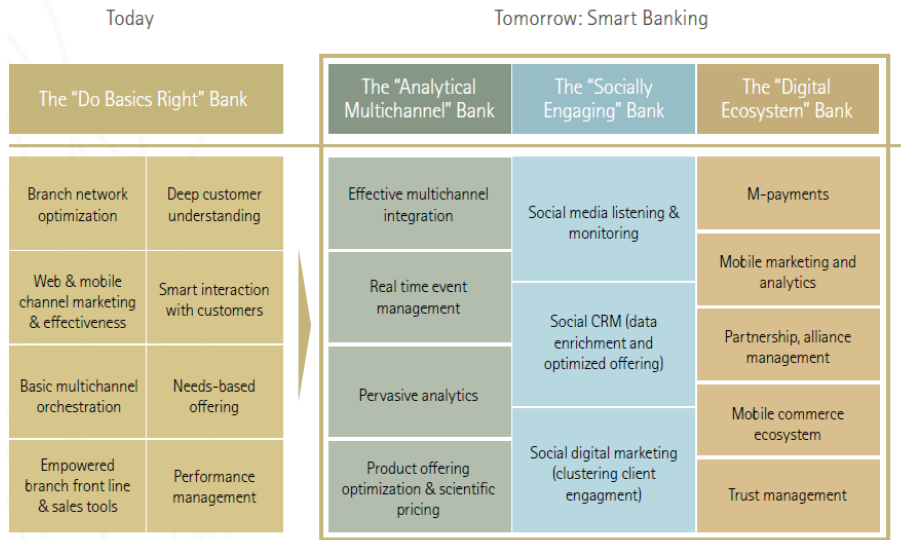 Today
Tomorrow: Smart Banking
The “Do Basics Right” Bank
The “Analytical
Multichannel” Bank
The “Socially
Engaging” Bank
The “Digital
Ecosystem” Bank
Branch network
optimization
Deep customer
understanding
Web & mobile
channel marketing
& effectiveness
Smart interaction
with customers
Basic multichannel
orchestration
Needs-based
offering
Empowered
branch front line
& sales tools
Performance
management
Effective multichannel
integration
Real time event
management
Pervasive analytics
Product offering
optimization & scientific
pricing
Social media listening &
monitoring
Social CRM (data
enrichment and
optimized offering)
Social digital marketing
(clustering client
engagment)
M-payments
Mobile marketing and
analytics
Partnership, alliance
management
Mobile commerce
ecosystem
Trust management